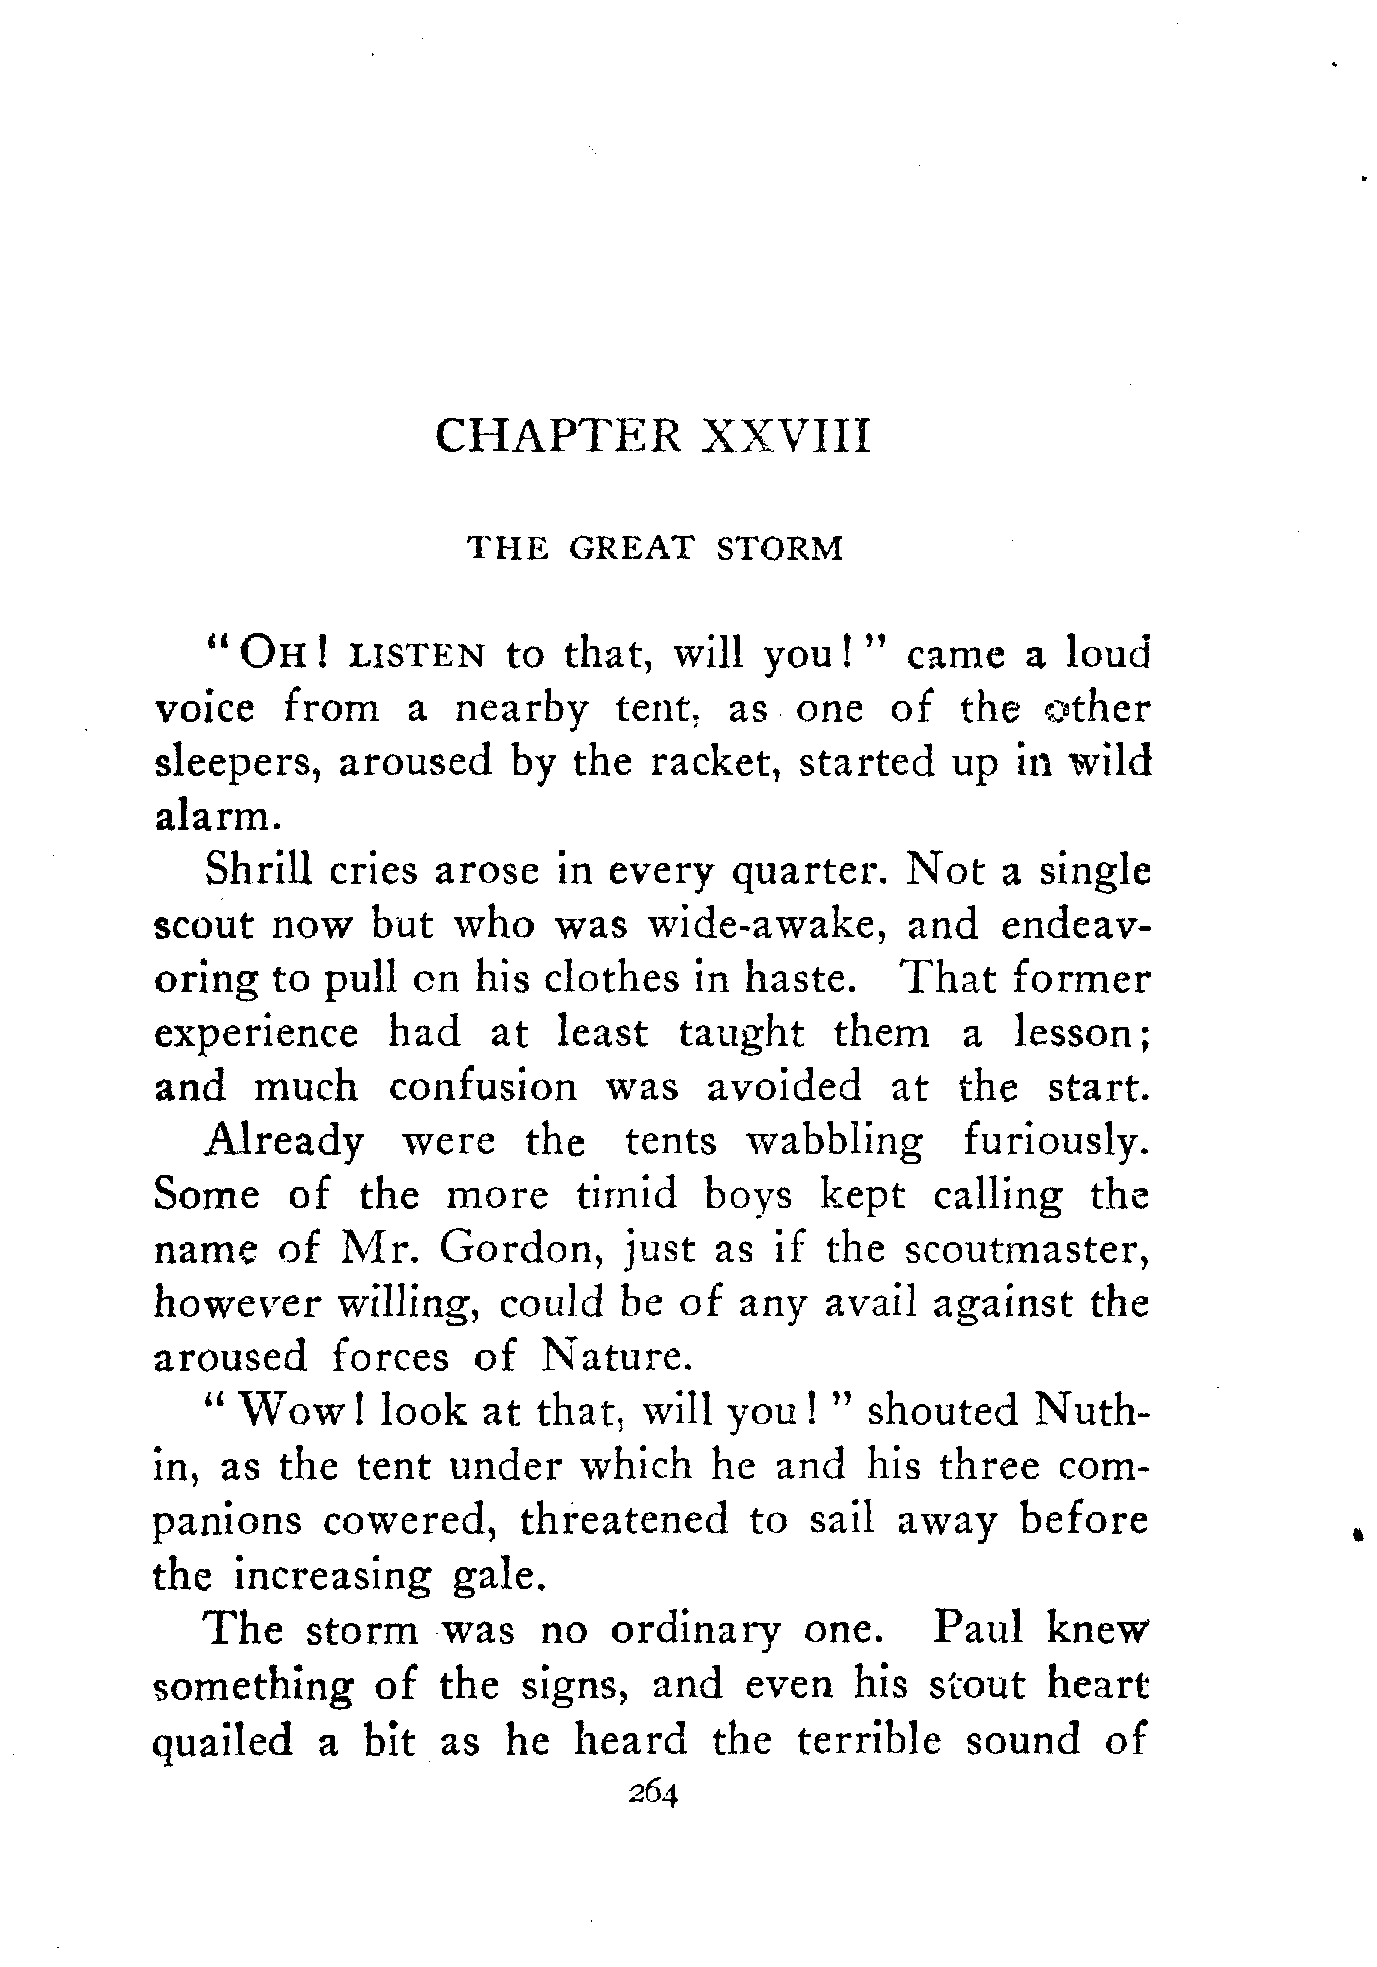 CHAPTER XXVIII
THE GREAT STORM
" OH! LISTEN to that, will you!" came a loud
voice from a nearby tent, as one of the other
sleepers, aroused by the racket, started up in wild
alarm.
Shrill cries arose in every quarter. Not a single
scout now but who was wide-awake, and endeav-
oring to pull on his clothes in haste. That former
experience had at least taught them a lesson;
and much confusion was avoided at the start.
Already were the tents wabbling furiously.
Some of the more timid boys kept calling the
name of Mr. Gordon, just as if the scoutmaster,
however willing, could be of any avail against the
aroused forces of Nature.
" Wow! look at that, will you!" shouted Nuth-
in, as the tent under which he and his three com-
panions cowered, threatened to sail away before
the increasing gale.
The storm was no ordinary one. Paul knew
something of the signs, and even his stout heart
quailed a bit as he heard the terrible sound of
264